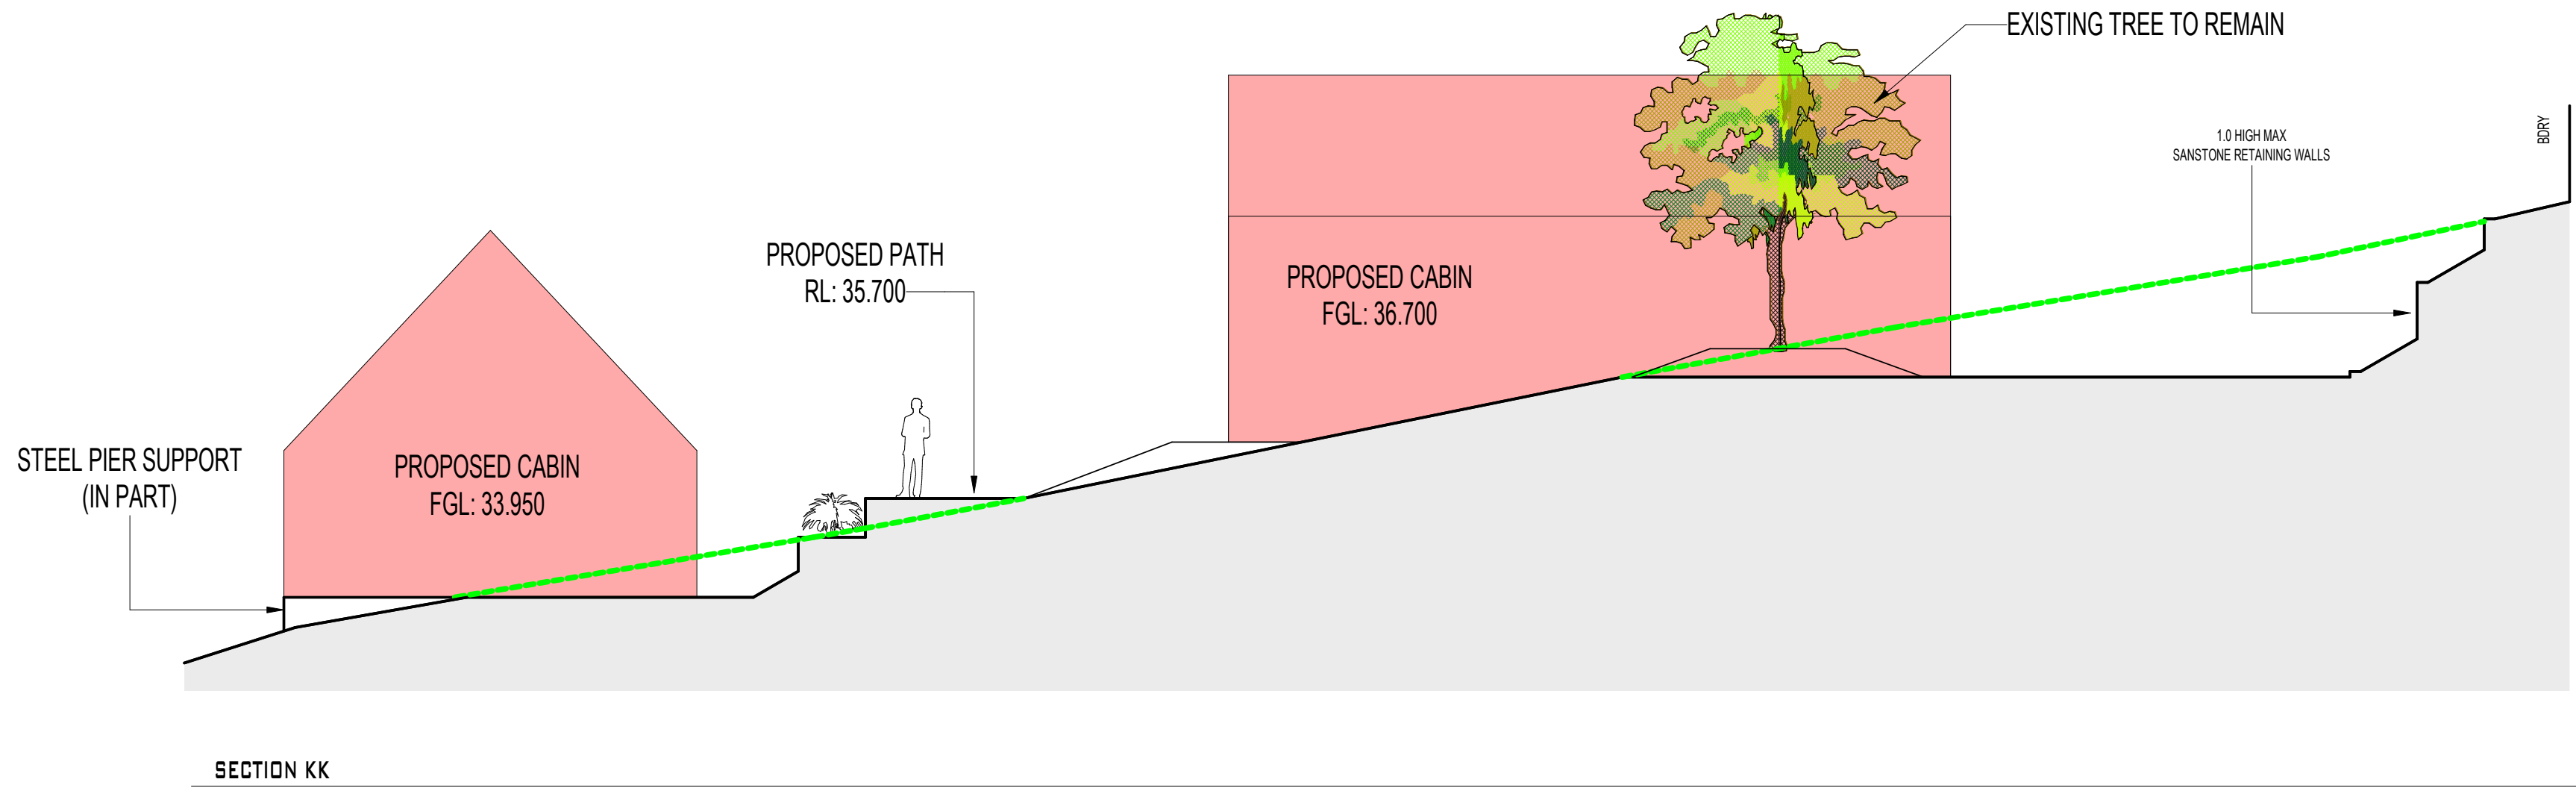 EXISTING TREE TO REMAIN
BDRY
1.0 HIGH MAX
SANSTONE RETAINING WALLS
PROPOSED PATH
RL: 35.700
PROPOSED CABIN
FGL: 36.700
STEEL PIER SUPPORT
(IN PART)
PROPOSED CABIN
FGL: 33.950
SECTION KK